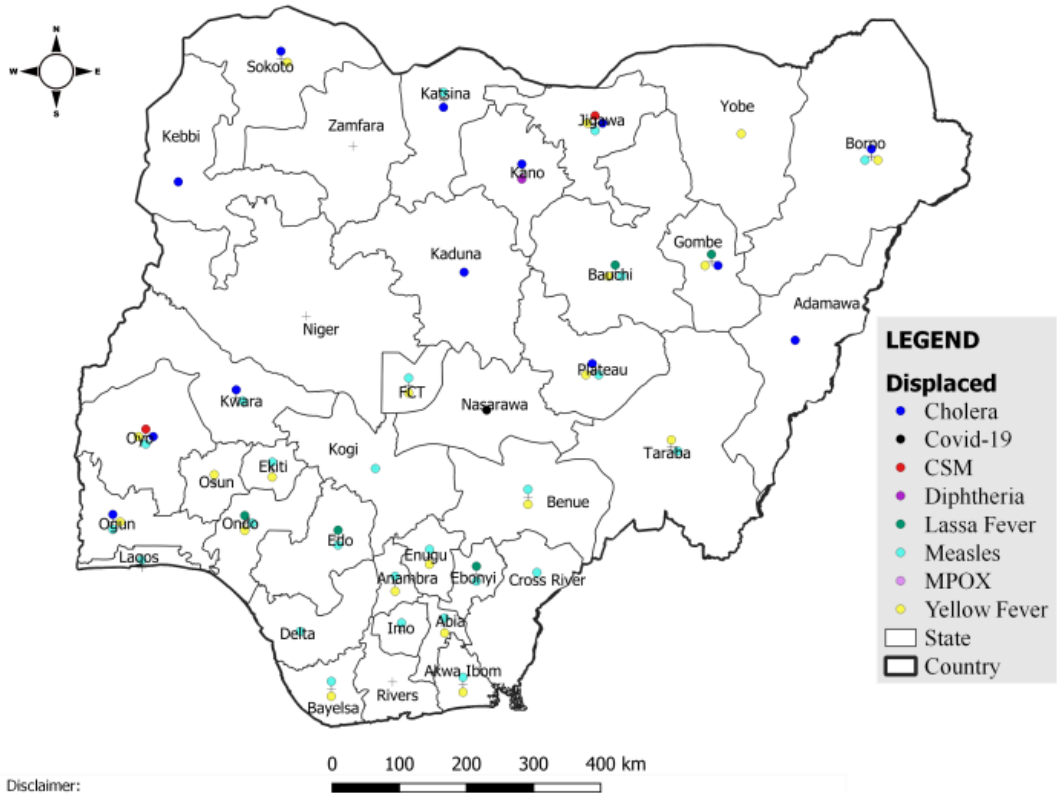 N
W E
S
Sokoto
Katsina
Yobe
Jigawa
Zamfara
Kebbi
Borno
Kano
Gombe
Kaduna
Bauchi
Adamawa
Niger
Plateau
FCT
Nasarawa
Kwara
Oyo
Kogi
Taraba
Ekiti
Osun
Benue
Ogun
Ondo
Edo
Lagos
Enugu
Anambra
Ebonyi
Cross River
Delta
Imo
Abia
Akwa Ibom
Bayelsa
Rivers
LEGEND
Displaced
Cholera
Covid-19
CSM
Diphtheria
Lassa Fever
Measles
MPOX
Yellow Fever
State
Country
0 100 200 300 400 km
Disclaimer: